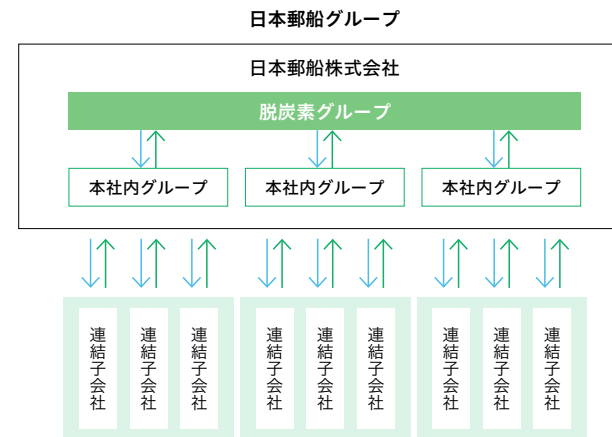 日本郵船グループ
日本郵船株式会社
脱炭素グループ
本社内グループ
本社内グループ
本社内グループ
連結子会社
連結子会社
連結子会社
連結子会社
連結子会社
連結子会社
連結子会社
連結子会社
連結子会社